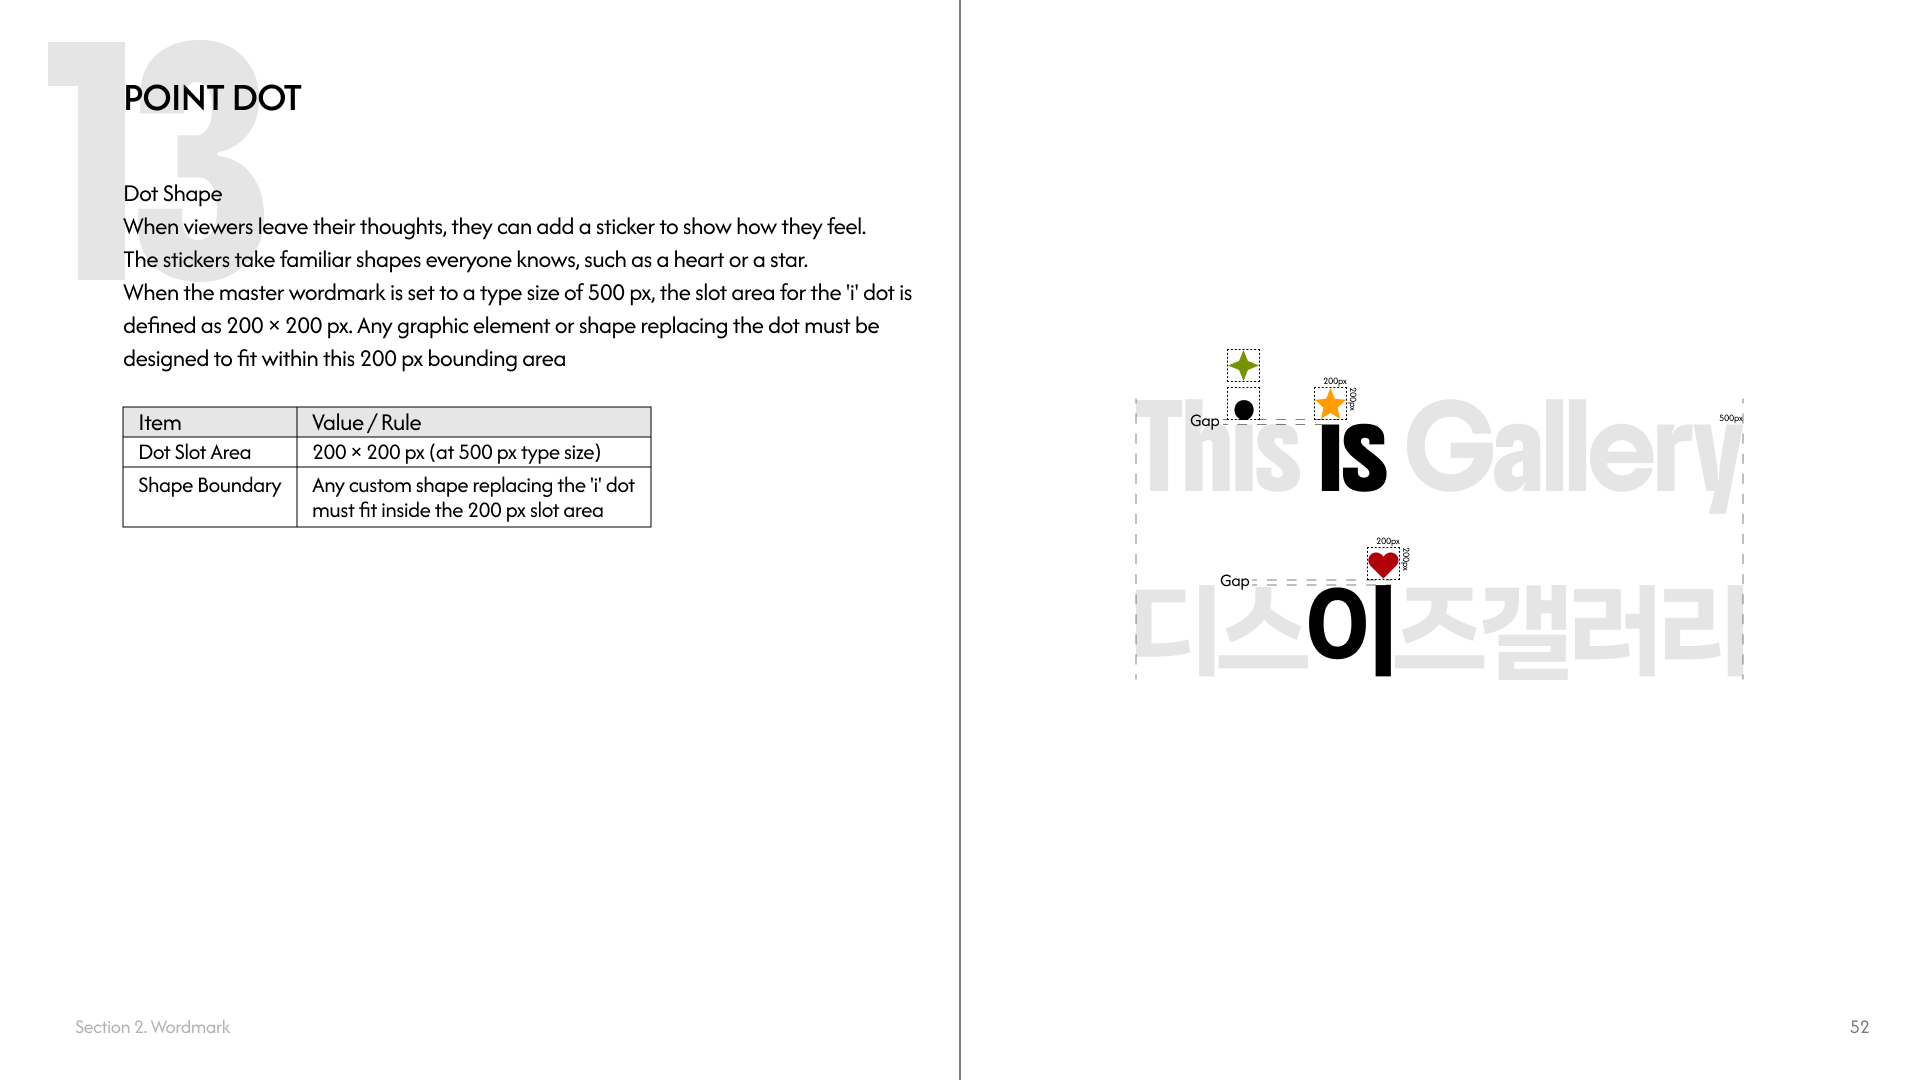 13
POINT DOT
Dot Shape
When viewers leave their thoughts, they can add a sticker to show how they feel.
The stickers take familiar shapes everyone knows, such as a heart or a star.
When the master wordmark is set to a type size of 500 px, the slot area for the 'i' dot is
defined as 200 × 200 px. Any graphic element or shape replacing the dot must be
designed to fit within this 200 px bounding area
Item Value / Rule
Dot Slot Area 200 × 200 px (at 500 px type size)
Shape Boundary Any custom shape replacing the 'i' dot
must fit inside the 200 px slot area
Section 2. Wordmark
200px
200px
Gap
500px
This is Gallery
200px
200px
Gap
디스이즈갤러리
52